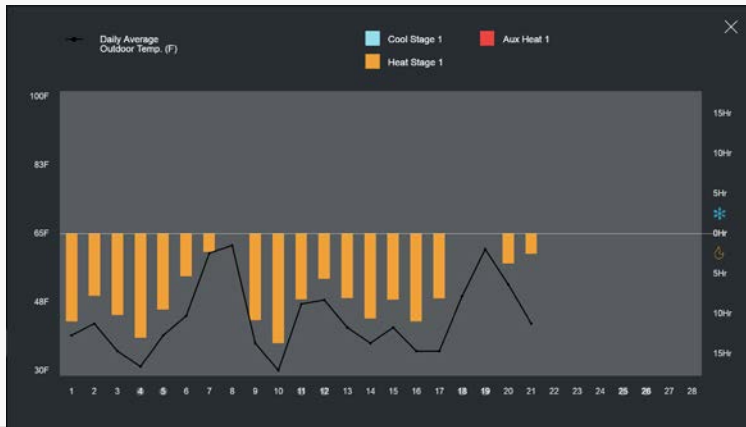 Daily Average
Outdoor Temp. (F)
Cool Stage 1
Aux Heat 1
Heat Stage 1
100F
83F
65F
48F
30F
15Hr
10Hr
5Hr
0Hr
5Hr
10Hr
15Hr
1 2 3 4 5 6 7 8 9 10 11 12 13 14 15 16 17 18 19 20 21 22 23 24 25 26 27 28